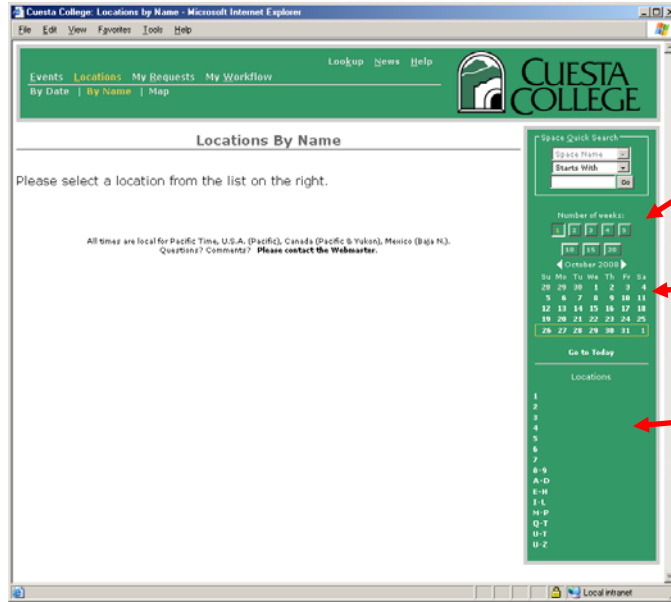 Cuesta College: Locations by Name - Microsoft Internet Explorer
File Edit View Favorites Tools Help
Lookup News Help
Events Locations My Requests My Workflow
By Date | By Name | Map
CUESTA
COLLEGE
Locations By Name
Please select a location from the list on the right.
All times are local for Pacific Time, U.S.A. (Pacific), Canada (Pacific & Yukon), Mexico (Baja N.).
Questions? Comments? Please contact the Webmaster.
Space Quick Search
Space Name
Starts With
Go
Number of weeks:
1 2 3 4 5
10 15 20
October 2008
Su Mo Tu We Th Fr Sa
28 29 30 1 2 3 4
5 6 7 8 9 10 11
12 13 14 15 16 17 18
19 20 21 22 23 24 25
26 27 28 29 30 31 1
Go to Today
Locations
1
2
3
4
5
6
7
8-9
A-D
E-H
I-L
M-P
Q-T
U-T
U-Z
Local intranet